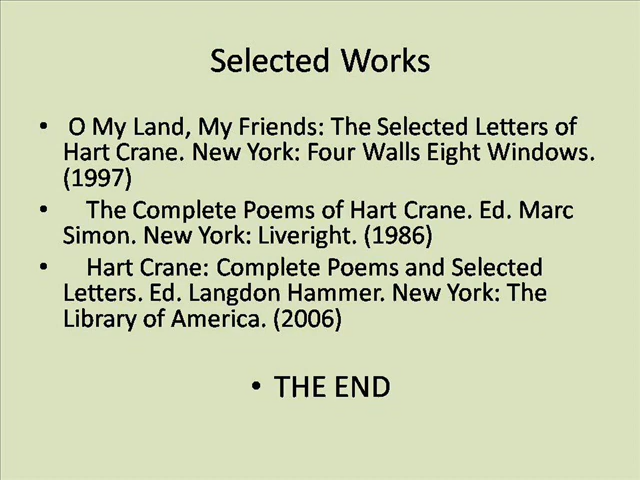 Selected Works
• O My Land, My Friends: The Selected Letters of
Hart Crane. New York: Four Walls Eight Windows.
(1997)
• The Complete Poems of Hart Crane. Ed. Marc
Simon. New York: Liveright. (1986)
• Hart Crane: Complete Poems and Selected
Letters. Ed. Langdon Hammer. New York: The
Library of America. (2006)
• THE END